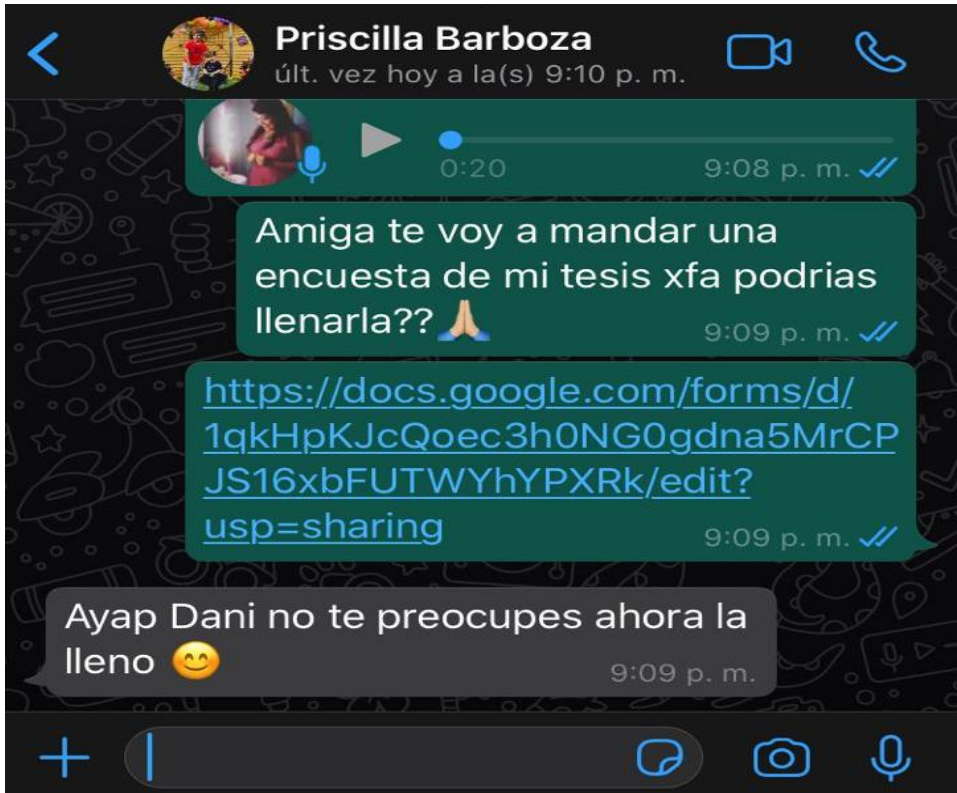 Priscilla Barboza
últ. vez hoy a la(s) 9:10 p. m.
0:20 9:08 p. m.
Amiga te voy a mandar una
encuesta de mi tesis xfa podrias
llenarla??🙏🏼 9:09 p. m.
https://docs.google.com/forms/d/
1qkHpKJcQoec3h0NG0gdna5MrCP
JS16xbFUTWYhYPXRk/edit?
usp=sharing 9:09 p. m.
Ayap Dani no te preocupes ahora la
lleno 😊 9:09 p. m.